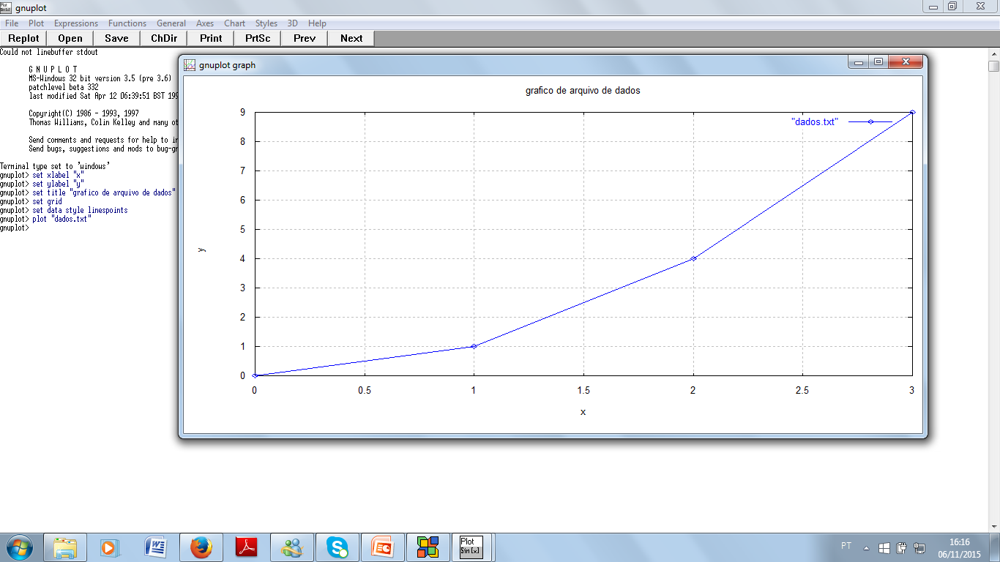 gnuplot
File Plot Expressions Functions General Axes Chart Styles 3D Help
Replot Open Save ChDir Print PrtSc Prev Next
Could not linebuffer stdout
G N U P L O T
MS-Windows 32 bit version 3.5 (pre 3.6)
patchlevel beta 332
last modified Sat Apr 12 06:39:51 BST 199
Copyright(C) 1986 - 1993, 1997
Thomas Williams, Colin Kelley and many ot
Send comments and requests for help to in
Send bugs, suggestions and mods to bug-gn
Terminal type set to 'windows'
gnuplot> set xlabel "x"
gnuplot> set ylabel "y"
gnuplot> set title "grafico de arquivo de dados"
gnuplot> set grid
gnuplot> set data style linespoints
gnuplot> plot "dados.txt"
gnuplot>
gnuplot graph
grafico de arquivo de dados
"dados.txt"
9
8
7
6
5
4
3
2
1
0
y
0 0.5 1 1.5 2 2.5 3
x
Plot
Sin[x]
PT
16:16
06/11/2015